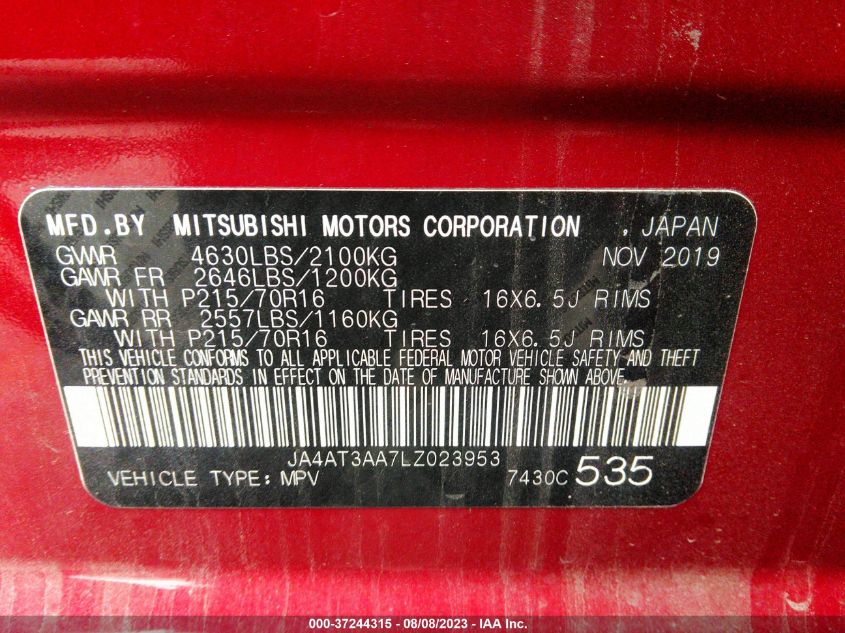 MFD.BY MITSUBISHI MOTORS CORPORATION . JAPAN
GVWR 4630LBS/2100KG NOV 2019
GAWR FR 2646LBS/1200KG
WITH P215/70R16 TIRES 16X6.5J RIMS
GAWR RR 2557LBS/1160KG
WITH P215/70R16 TIRES 16X6.5J RIMS
THIS VEHICLE CONFORMS TO ALL APPLICABLE FEDERAL MOTOR VEHICLE SAFETY AND THEFT
PREVENTION STANDARDS IN EFFECT ON THE DATE OF MANUFACTURE SHOWN ABOVE.
JA4AT3AA7LZ023953
VEHICLE TYPE: MPV 7430C 535
000-37244315 - 08/08/2023 - IAA Inc.